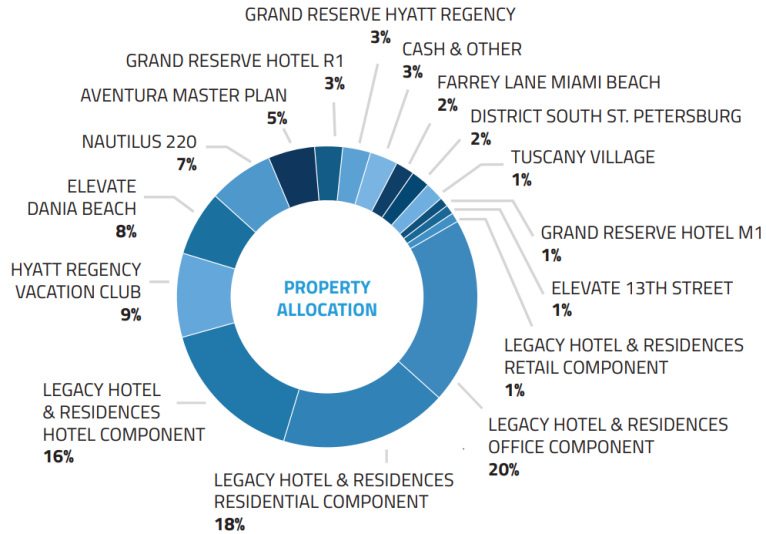 GRAND RESERVE HYATT REGENCY
3%
CASH & OTHER
3%
FARREY LANE MIAMI BEACH
2%
DISTRICT SOUTH ST. PETERSBURG
2%
TUSCANY VILLAGE
1%
GRAND RESERVE HOTEL M1
1%
ELEVATE 13TH STREET
1%
LEGACY HOTEL & RESIDENCES
RETAIL COMPONENT
1%
LEGACY HOTEL & RESIDENCES
OFFICE COMPONENT
20%
LEGACY HOTEL & RESIDENCES
RESIDENTIAL COMPONENT
18%
LEGACY HOTEL
& RESIDENCES
HOTEL COMPONENT
16%
HYATT REGENCY
VACATION CLUB
9%
ELEVATE
DANIA BEACH
8%
NAUTILUS 220
7%
AVENTURA MASTER PLAN
5%
GRAND RESERVE HOTEL R1
3%
PROPERTY
ALLOCATION